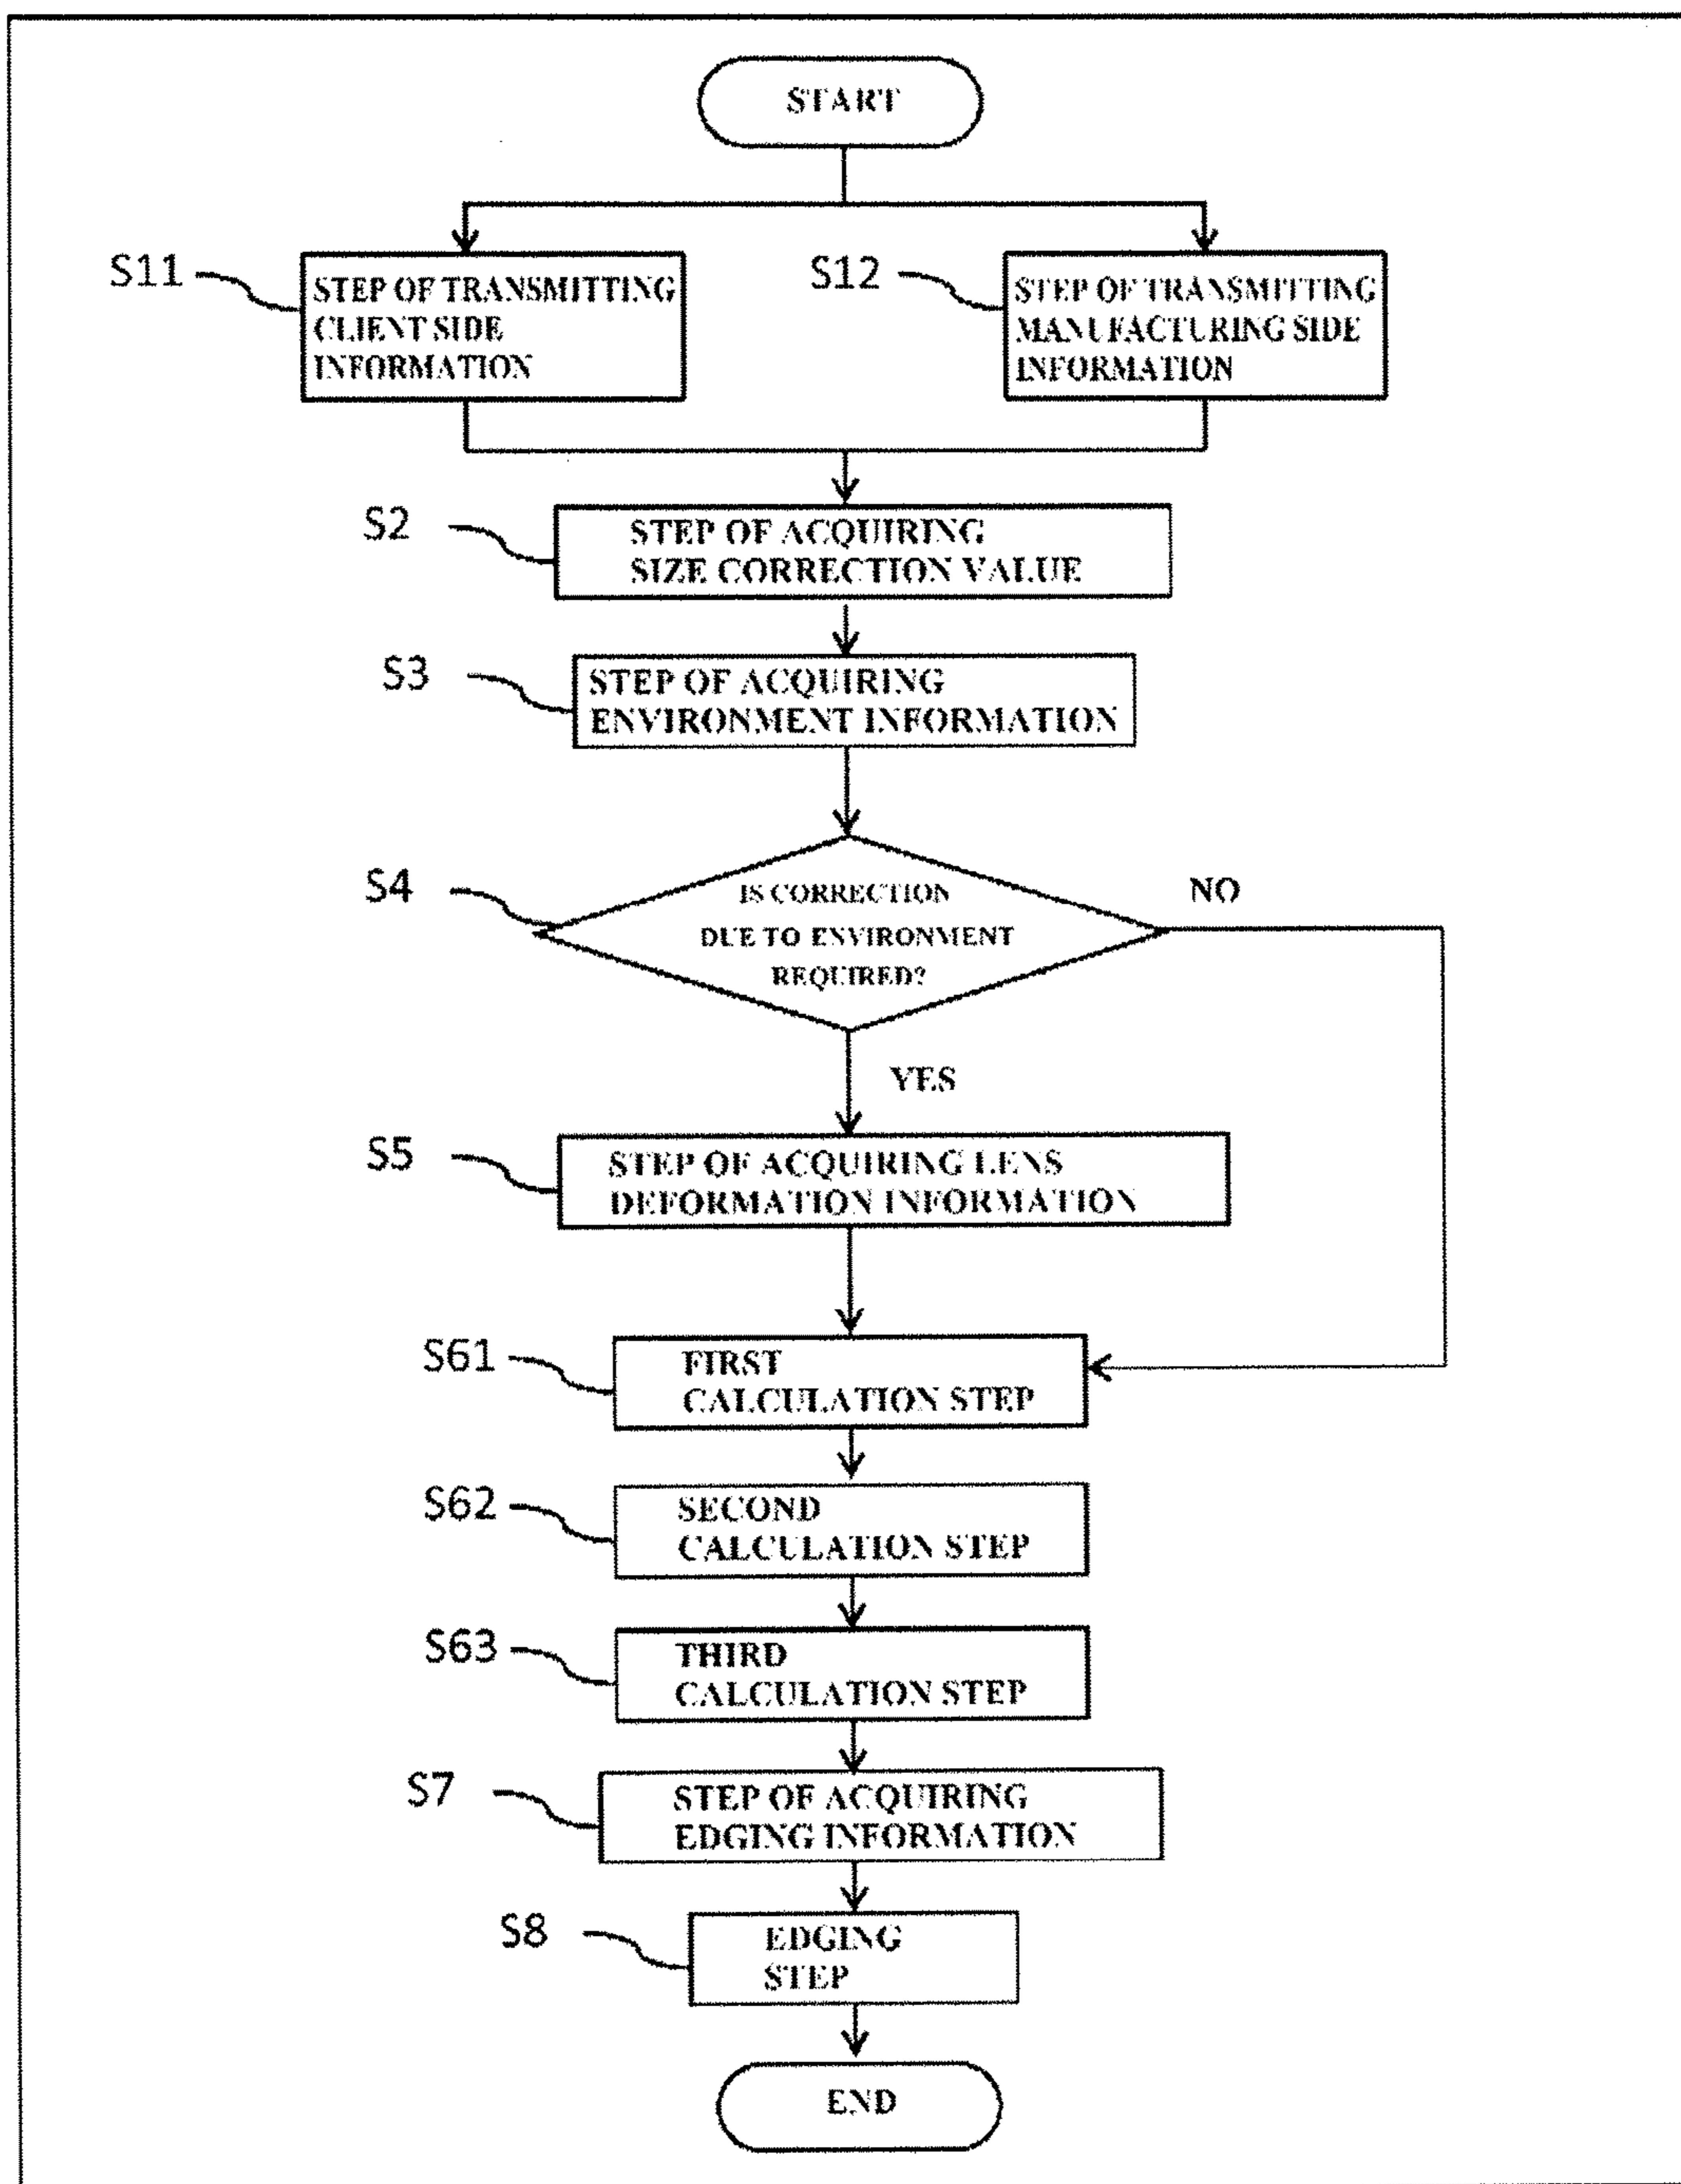 START
S11
STEP OF TRANSMITTING
CLIENT SIDE
INFORMATION
S12
STEP OF TRANSMITTING
MANUFACTURING SIDE
INFORMATION
S2
STEP OF ACQUIRING
SIZE CORRECTION VALUE
S3
STEP OF ACQUIRING
ENVIRONMENT INFORMATION
S4
IS CORRECTION
DUE TO ENVIRONMENT
REQUIRED?
NO
YES
S5
STEP OF ACQUIRING LENS
DEFORMATION INFORMATION
S61
FIRST
CALCULATION STEP
S62
SECOND
CALCULATION STEP
S63
THIRD
CALCULATION STEP
S7
STEP OF ACQUIRING
EDGING INFORMATION
S8
EDGING
STEP
END